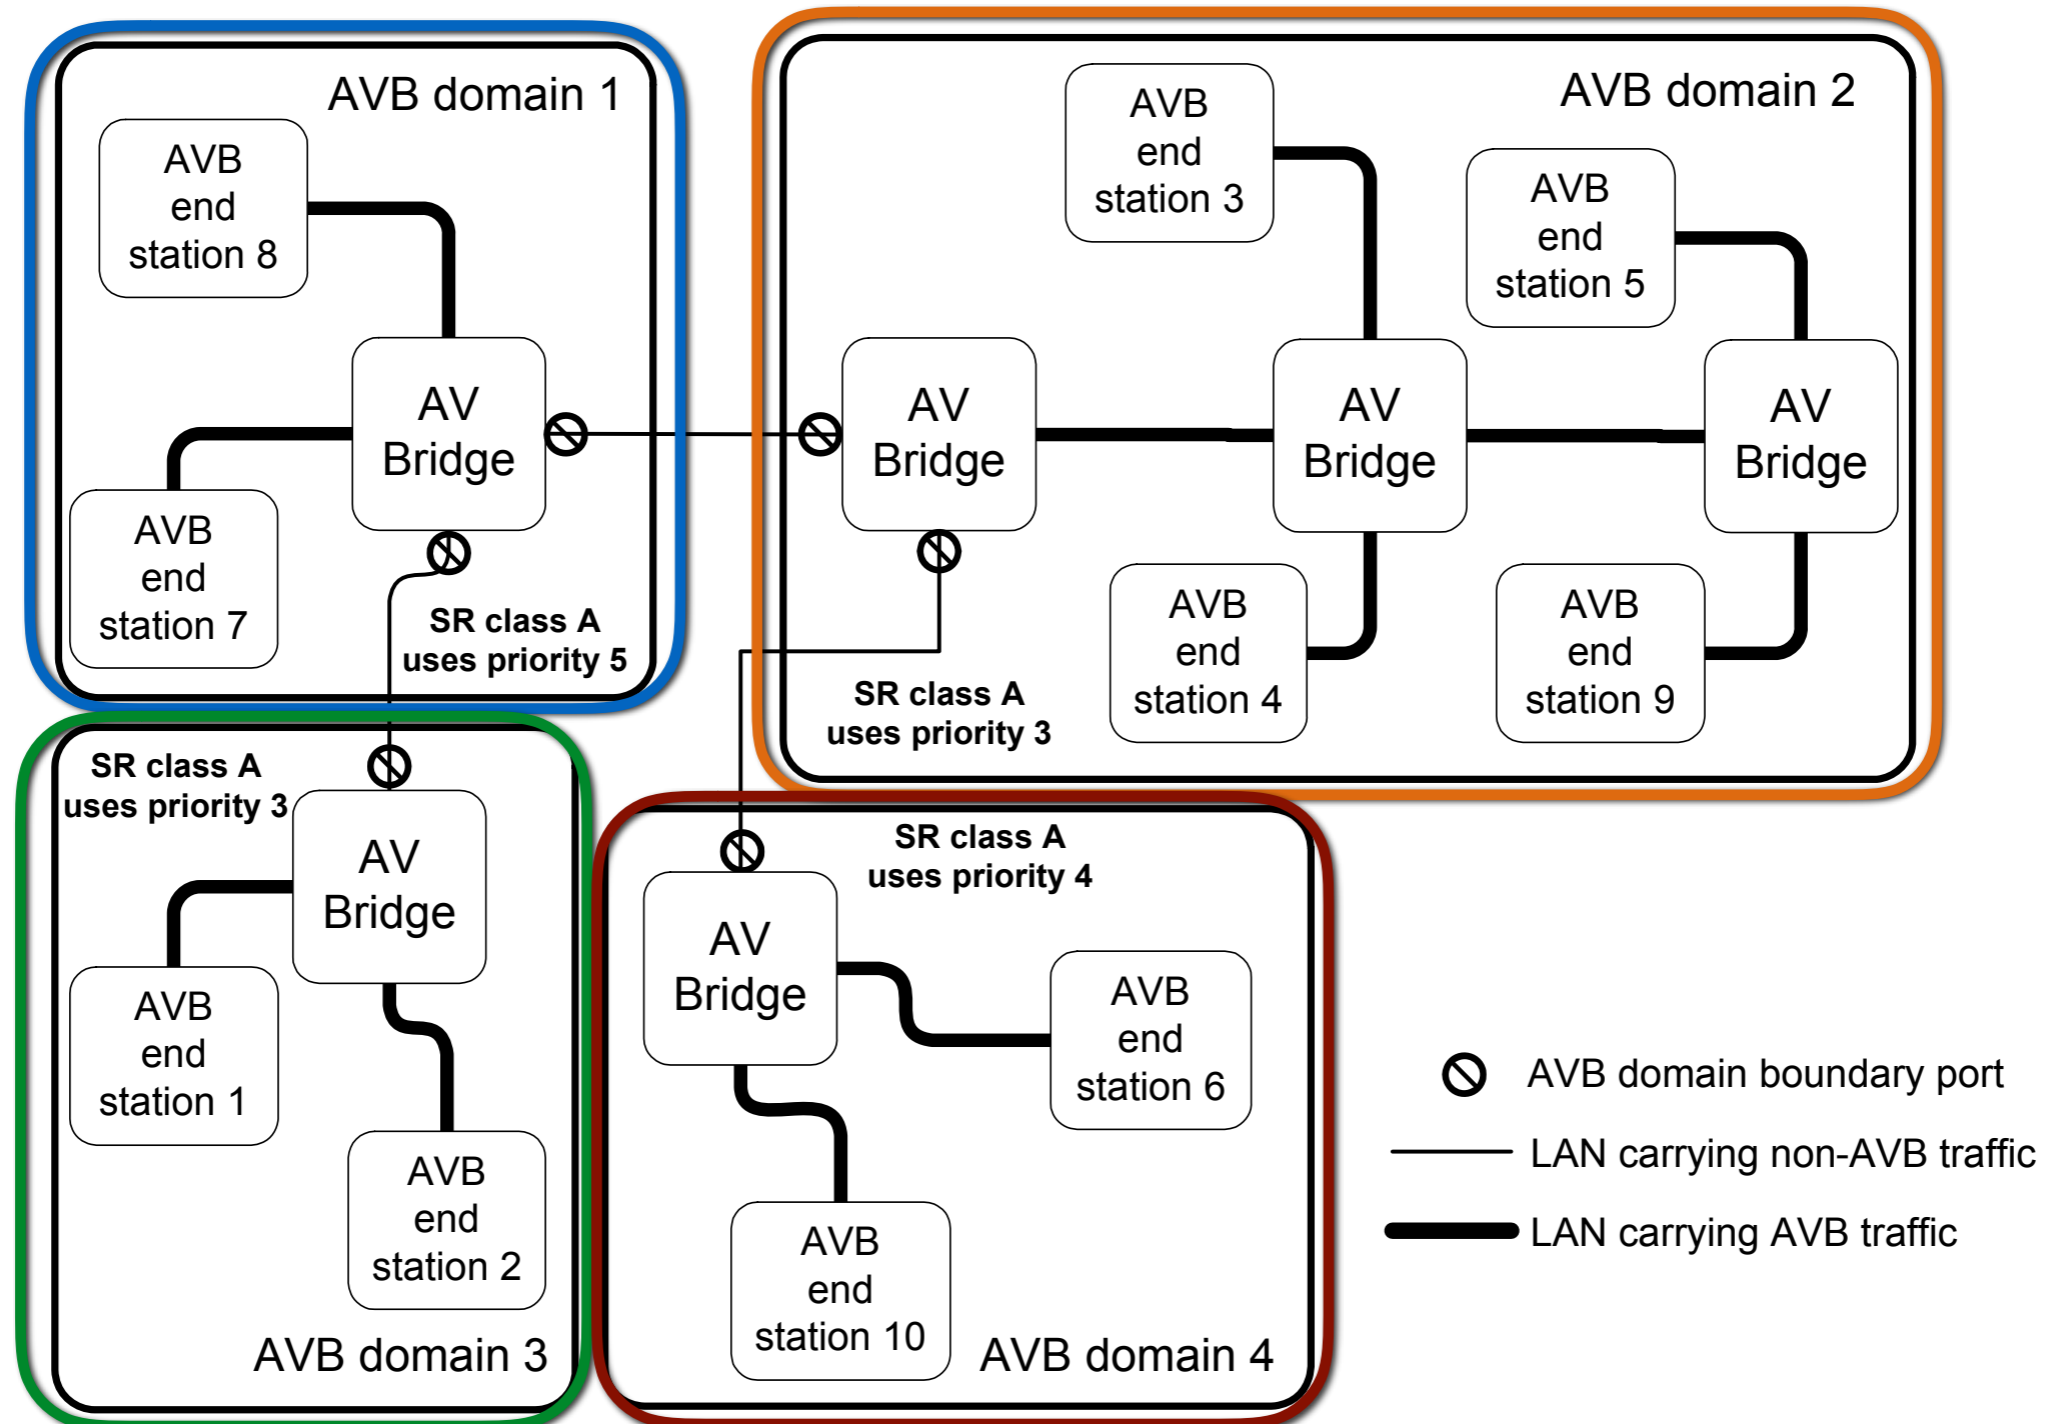 AVB domain 1
AVB
end
station 8
AV
Bridge
AVB
end
station 7
SR class A
uses priority 5
AVB domain 2
AVB
end
station 3
AVB
end
station 5
AV
Bridge
AV
Bridge
AV
Bridge
AVB
end
station 4
AVB
end
station 9
SR class A
uses priority 3
SR class A
uses priority 3
AV
Bridge
AVB
end
station 1
AVB
end
station 2
AVB domain 3
SR class A
uses priority 4
AV
Bridge
AVB
end
station 6
AVB
end
station 10
AVB domain 4
AVB domain boundary port
LAN carrying non-AVB traffic
LAN carrying AVB traffic